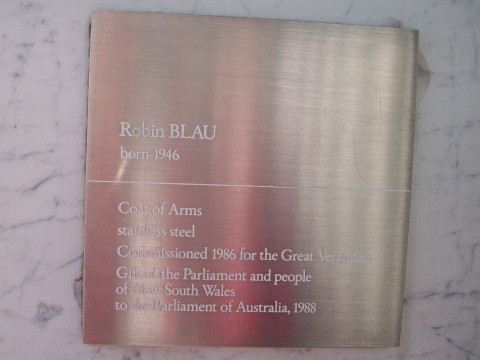 Robin BLAU
born 1946
Coat of Arms
stainless steel
Commissioned 1986 for the Great Verandah
Gift of the Parliament and people
of New South Wales
to the Parliament of Australia, 1988